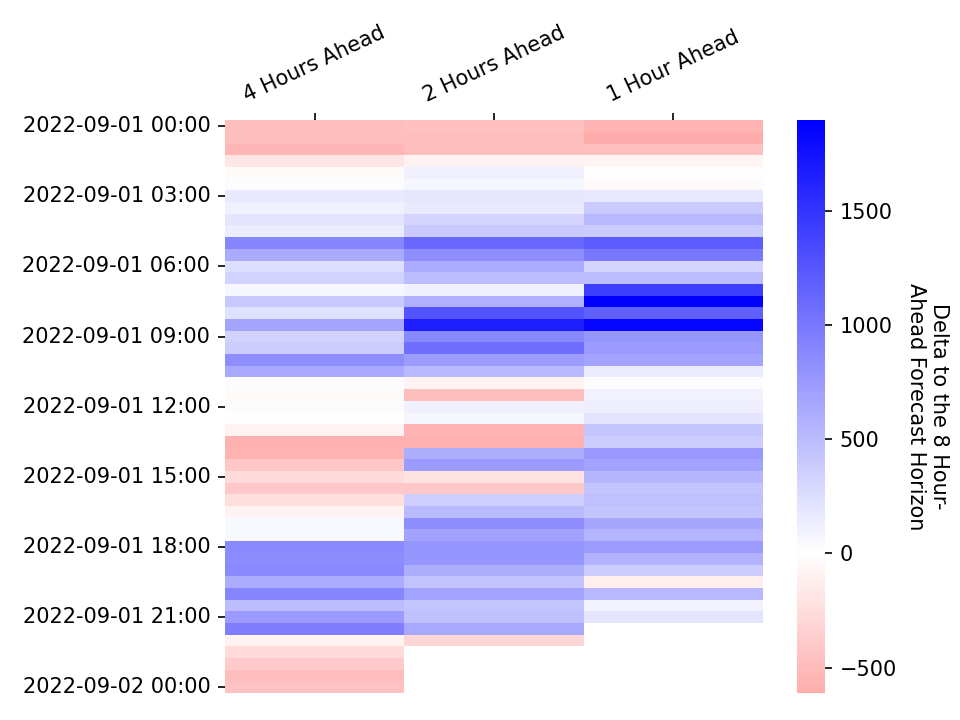 4 Hours Ahead
2 Hours Ahead
1 Hour Ahead
2022-09-01 00:00
2022-09-01 03:00
2022-09-01 06:00
2022-09-01 09:00
2022-09-01 12:00
2022-09-01 15:00
2022-09-01 18:00
2022-09-01 21:00
2022-09-02 00:00
1500
1000
500
0
−500
Delta to the 8 Hour-
Ahead Forecast Horizon